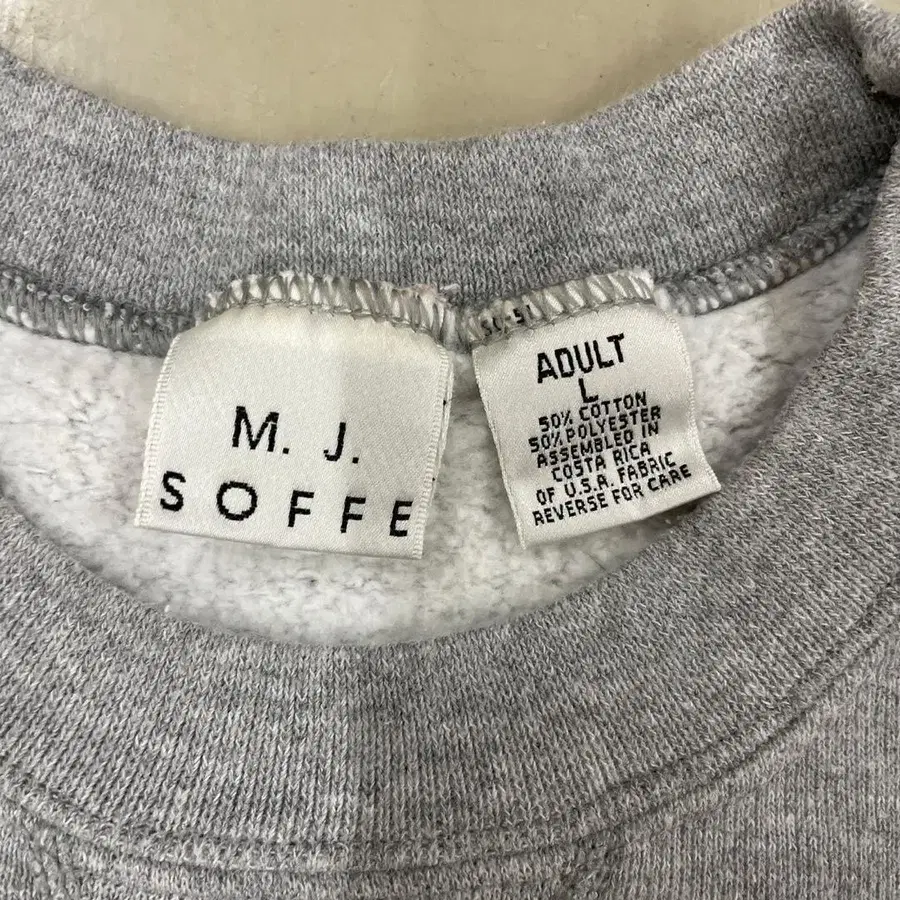 M. J.
SOFFE
ADULT
L
50% COTTON
50% POLYESTER
ASSEMBLED IN
COSTA RICA
OF U.S.A. FABRIC
REVERSE FOR CARE